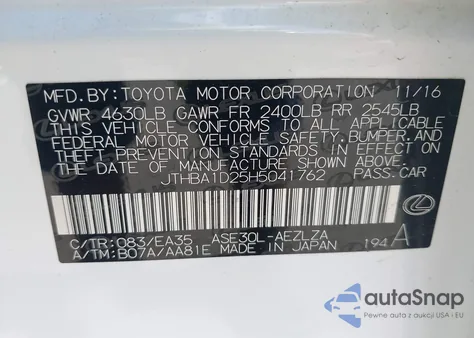 MFD.BY:TOYOTA MOTOR CORPORATION 11/16
GVWR 4630LB GAWR FR 2400LB RR 2545LB
THIS VEHICLE CONFORMS TO ALL APPLICABLE
FEDERAL MOTOR VEHICLE SAFETY,BUMPER,AND
THEFT PREVENTION STANDARDS IN EFFECT ON
THE DATE OF MANUFACTURE SHOWN ABOVE.
JTHBA1D25H5041762 PASS.CAR
C/TR:083/EA35 ASE30L-AEZLZA
A/TM:B07A/AA81E MADE IN JAPAN 194 A
autoSnap
Pewne auta z USA i EU